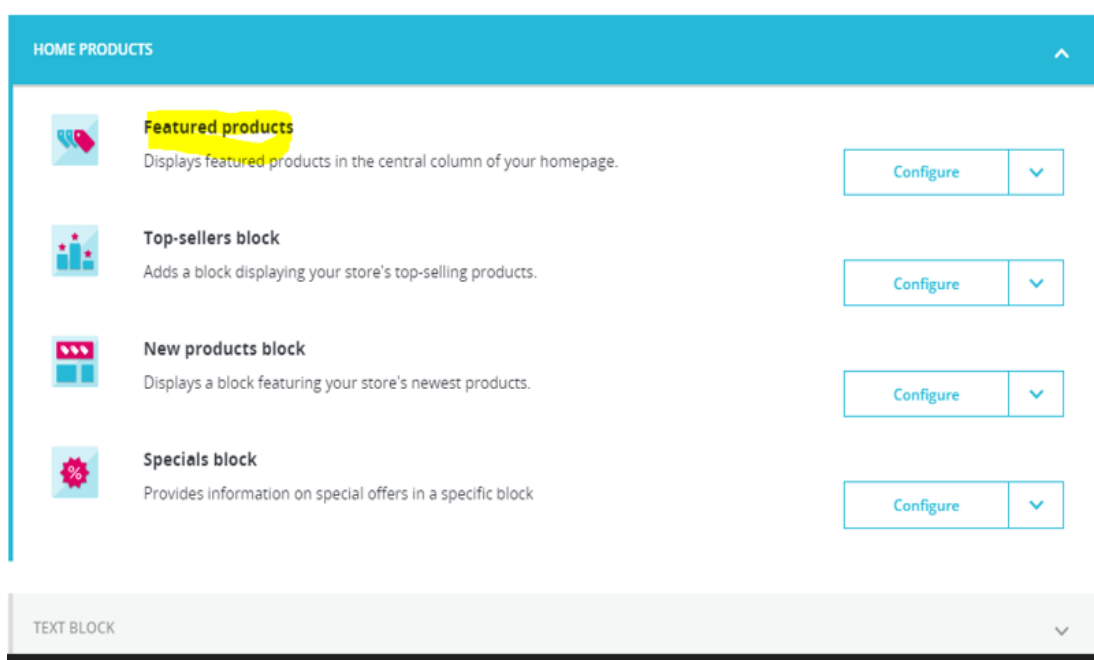 HOME PRODUCTS
Featured products
Displays featured products in the central column of your homepage.
Configure
Top-sellers block
Adds a block displaying your store's top-selling products.
Configure
New products block
Displays a block featuring your store's newest products.
Configure
%
Specials block
Provides information on special offers in a specific block
Configure
TEXT BLOCK